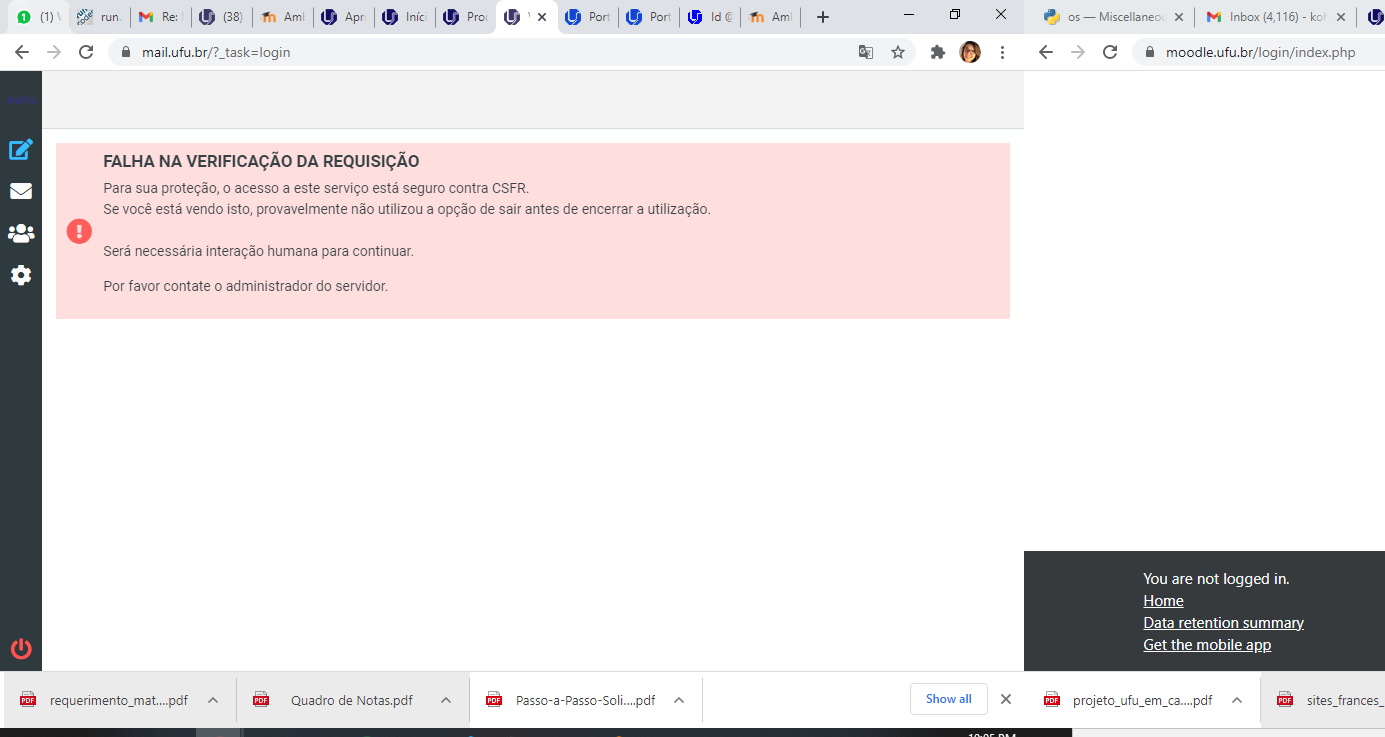 (1)
run.
Re:
(38)
Aml
Apr
Iníci
Proc
Port
Port
Id @
Aml
os — Miscellaneou
Inbox (4,116) - kol
mail.ufu.br/?_task=login
moodle.ufu.br/login/index.php
FALHA NA VERIFICAÇÃO DA REQUISIÇÃO
Para sua proteção, o acesso a este serviço está seguro contra CSFR.
Se você está vendo isto, provavelmente não utilizou a opção de sair antes de encerrar a utilização.
Será necessária interação humana para continuar.
Por favor contate o administrador do servidor.
You are not logged in.
Home
Data retention summary
Get the mobile app
requerimento_mat....pdf
Quadro de Notas.pdf
Passo-a-Passo-Soli....pdf
Show all
projeto_ufu_em_ca....pdf
sites_frances_